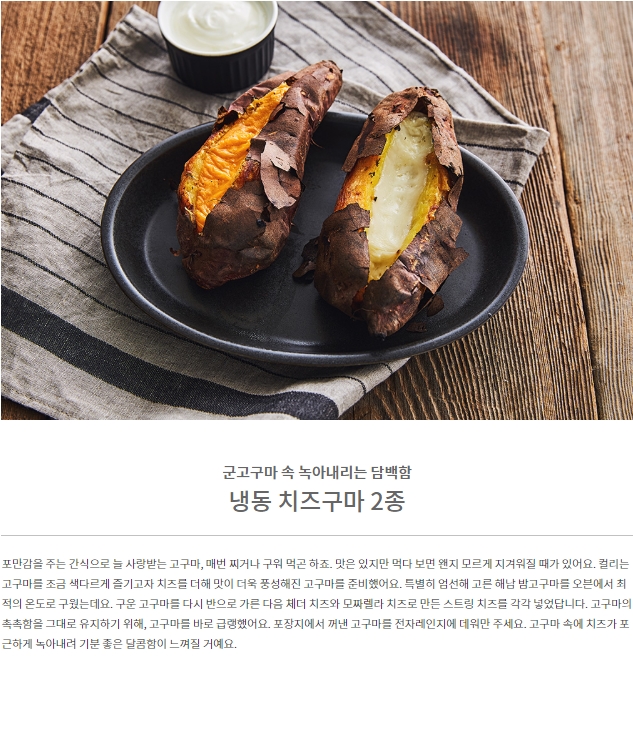 군고구마 속 녹아내리는 담백함
냉동 치즈구마 2종
포만감을 주는 간식으로 늘 사랑받는 고구마, 매번 찌거나 구워 먹곤 하죠. 맛은 있지만 먹다 보면 왠지 모르게 지겨워질 때가 있어요. 컬리는
고구마를 조금 색다르게 즐기고자 치즈를 더해 맛이 더욱 풍성해진 고구마를 준비했어요. 특별히 엄선해 고른 해남 밤고구마를 오븐에서 최
적의 온도로 구웠는데요. 구운 고구마를 다시 반으로 가른 다음 체더 치즈와 모짜렐라 치즈로 만든 스트링 치즈를 각각 넣었답니다. 고구마의
촉촉함을 그대로 유지하기 위해, 고구마를 바로 급랭했어요. 포장지에서 꺼낸 고구마를 전자레인지에 데워만 주세요. 고구마 속에 치즈가 포
근하게 녹아내려 기분 좋은 달콤함이 느껴질 거예요.